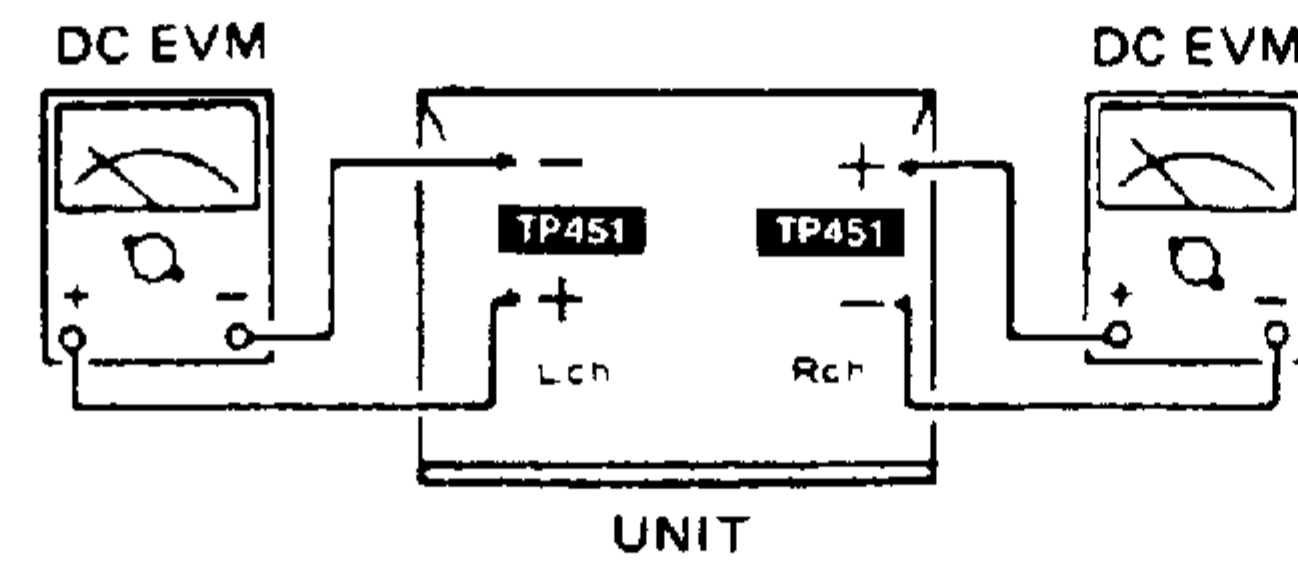 DC EVM DC EVM
− +
TP451 TP451
+ − + − + −
Lch Rch
UNIT